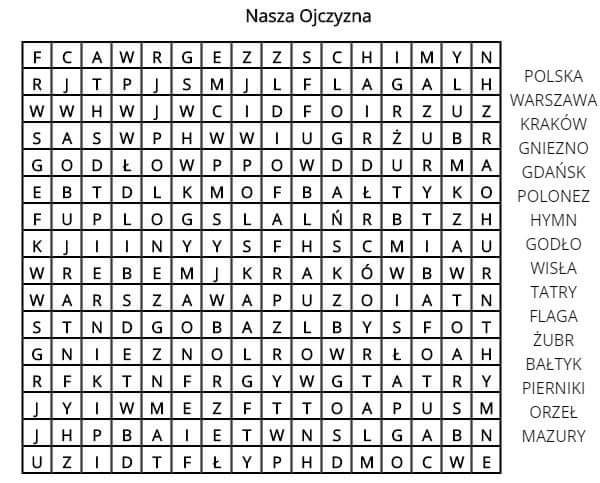 Nasza Ojczyzna
F C A W R G E Z Z S C H I M Y N
R J T P J S M J L F L A G A L H
W W H W J W C I D F O I R Z U Z
S A S W P H W W I U G R Ż U B R
G O D Ł O W P P O W D D U R M A
E B T D L K M O F B A Ł T Y K O
F U P L O G S L A L Ń R B T Z H
K J I I N Y Y S F H S C M I A U
W R E B E M J K R A K Ó W B W R
W A R S Z A W A P U Z O I A T N
S T N D G O B A Z L B Y S F O T
G N I E Z N O L R O W R Ł O A H
R F K T N F R G Y W G T A T R Y
J Y I W M E Z F T T O A P U S M
J H P B A I E T W N S L G A B N
U Z I D T F Ł Y P H D M O C W E
POLSKA
WARSZAWA
KRAKÓW
GNIEZNO
GDAŃSK
POLONEZ
HYMN
GODŁO
WISŁA
TATRY
FLAGA
ŻUBR
BAŁTYK
PIERNIKI
ORZEŁ
MAZURY